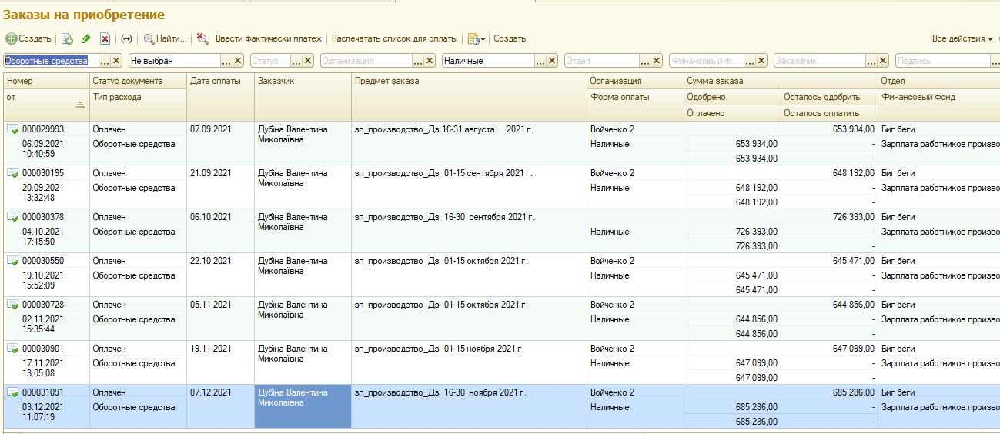 Заказы на приобретение
Создать Найти... Ввести фактически платеж Распечатать список для оплаты Создать Все действия
Оборотные средства ... Не выбран ... Статус ... Организация ... Наличные ... Отдел ... Финансовый ф... ... Заказачик ... Подпись ...
Номер Статус документа Дата оплаты Заказчик Предмет заказа Организация Сумма заказа Отдел
от Тип расхода Форма оплаты Одобрено Осталось одобрить Финансовый фонд
Оплачено Осталось оплатить
000029993 Оплачен 07.09.2021 Дубіна Валентина зп_производство_Дз 16-31 августа 2021 г. Войченко 2 653 934,00 Биг беги
Миколаївна
06.09.2021 Оборотные средства Наличные 653 934,00 - Зарплата работников произво
10:40:59 653 934,00 -
000030195 Оплачен 21.09.2021 Дубіна Валентина зп_производство_Дз 01-15 сентября 2021 г. Войченко 2 648 192,00 Биг беги
Миколаївна
20.09.2021 Оборотные средства Наличные 648 192,00 - Зарплата работников произво
13:32:48 648 192,00 -
000030378 Оплачен 06.10.2021 Дубіна Валентина зп_производство_Дз 16-30 сентября 2021 г. 726 393,00 Биг беги
Миколаївна
04.10.2021 Оборотные средства Наличные 726 393,00 - Зарплата работников произво
17:15:50 726 393,00 -
000030550 Оплачен 22.10.2021 Дубіна Валентина зп_производство_Дз 01-15 октября 2021 г. Войченко 2 645 471,00 Биг беги
Миколаївна
19.10.2021 Оборотные средства Наличные 645 471,00 - Зарплата работников произво
15:52:09 645 471,00 -
000030728 Оплачен 05.11.2021 Дубіна Валентина зп_производство_Дз 01-15 октября 2021 г. Войченко 2 644 856,00 Биг беги
Миколаївна
02.11.2021 Оборотные средства Наличные 644 856,00 - Зарплата работников произво
15:35:44 644 856,00 -
000030901 Оплачен 19.11.2021 Дубіна Валентина зп_производство_Дз 01-15 ноября 2021 г. Войченко 2 647 099,00 Биг беги
Миколаївна
17.11.2021 Оборотные средства Наличные 647 099,00 - Зарплата работников произво
13:05:08 647 099,00 -
000031091 Оплачен 07.12.2021 Дубіна Валентина зп_производство_Дз 16-30 ноября 2021 г. Войченко 2 685 286,00 Биг беги
Миколаївна
03.12.2021 Оборотные средства Наличные 685 286,00 - Зарплата работников произво
11:07:19 685 286,00 -